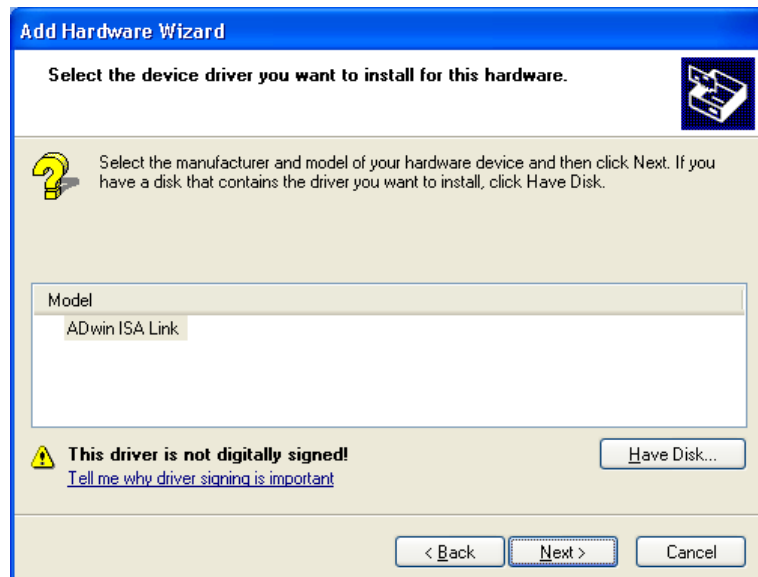 Add Hardware Wizard
Select the device driver you want to install for this hardware.
Select the manufacturer and model of your hardware device and then click Next. If you
have a disk that contains the driver you want to install, click Have Disk.
Model
ADwin ISA Link
This driver is not digitally signed!
Have Disk...
Tell me why driver signing is important
< Back
Next >
Cancel